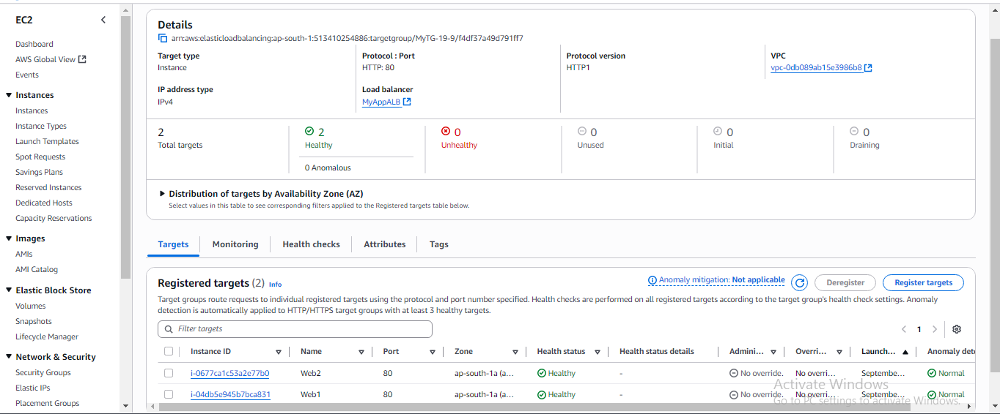 EC2
Dashboard
AWS Global View
Events
Instances
Instances
Instance Types
Launch Templates
Spot Requests
Savings Plans
Reserved Instances
Dedicated Hosts
Capacity Reservations
Images
AMIs
AMI Catalog
Elastic Block Store
Volumes
Snapshots
Lifecycle Manager
Network & Security
Security Groups
Elastic IPs
Placement Groups
Details
arn:aws:elasticloadbalancing:ap-south-1:513410254886:targetgroup/MyTG-19-9/f4df37a49d791ff7
Target type
Instance
Protocol : Port
HTTP: 80
Protocol version
HTTP1
VPC
vpc-0db089ab15e3986b8
IP address type
IPv4
Load balancer
MyAppALB
2
Total targets
2
Healthy
0 Anomalous
0
Unhealthy
0
Unused
0
Initial
0
Draining
Distribution of targets by Availability Zone (AZ)
Select values in this table to see corresponding filters applied to the Registered targets table below.
Targets Monitoring Health checks Attributes Tags
Registered targets (2) Info
Anomaly mitigation: Not applicable Deregister Register targets
Target groups route requests to individual registered targets using the protocol and port number specified. Health checks are performed on all registered targets according to the target group's health check settings. Anomaly
detection is automatically applied to HTTP/HTTPS target groups with at least 3 healthy targets.
Filter targets
1
Instance ID Name Port Zone Health status Health status details Admini... Overri... Launch... Anomaly dete
i-0677ca1c53a2e77b0 Web2 80 ap-south-1a (a... Healthy - No override. No overri... Septembe... Normal
i-04db5e945b7bca831 Web1 80 ap-south-1a (a... Healthy - No override. No overri... Septembe... Normal
Activate Windows
Go to PC settings to activate Windows.